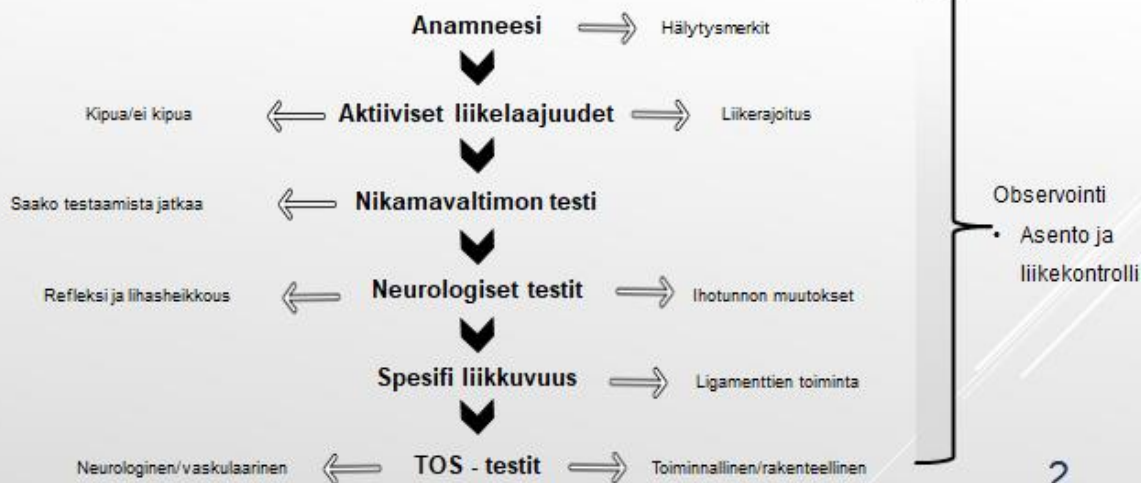 Anamneesi
Hälytysmerkit
Kipua/ei kipua
Aktiiviset liikelaajuudet
Liikerajoitus
Saako testaamista jatkaa
Nikamavaltimon testi
Refleksi ja lihasheikkous
Neurologiset testit
Ihotunnon muutokset
Spesifi liikkuvuus
Ligamenttien toiminta
Neurologinen/vaskulaarinen
TOS - testit
Toiminnallinen/rakenteellinen
Observointi
• Asento ja
liikekontrolli
2